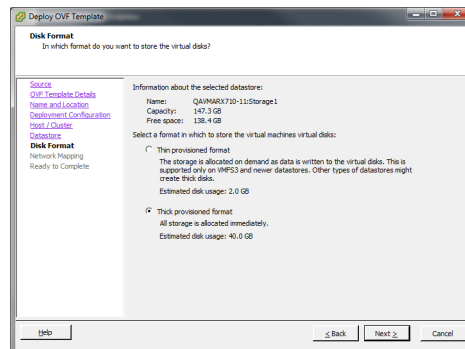 Deploy OVF Template
Disk Format
In which format do you want to store the virtual disks?
Source
OVF Template Details
Name and Location
Deployment Configuration
Host / Cluster
Datastore
Disk Format
Network Mapping
Ready to Complete
Information about the selected datastore:
Name: QAVMARX710-11:Storage1
Capacity: 147.3 GB
Free space: 138.4 GB
Select a format in which to store the virtual machines virtual disks:
Thin provisioned format
The storage is allocated on demand as data is written to the virtual disks. This is
supported only on VMFS3 and newer datastores. Other types of datastores might
create thick disks.
Estimated disk usage: 2.0 GB
Thick provisioned format
All storage is allocated immediately.
Estimated disk usage: 40.0 GB
Help
≤ Back
Next ≥
Cancel